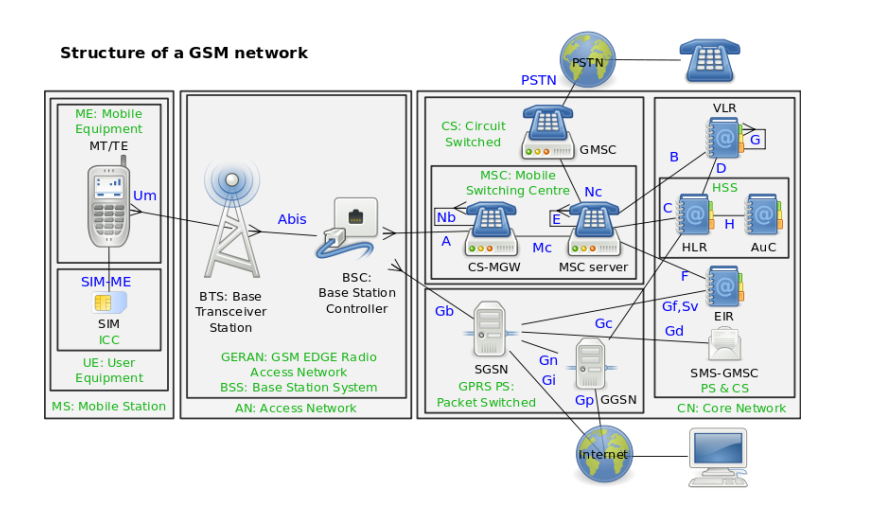 Structure of a GSM network
PSTN
PSTN
ME: Mobile
Equipment
MT/TE
Um
SIM-ME
SIM
ICC
UE: User
Equipment
MS: Mobile Station
Abis
BTS: Base
Transceiver
Station
BSC:
Base Station
Controller
GERAN: GSM EDGE Radio
Access Network
BSS: Base Station System
AN: Access Network
CS: Circuit
Switched
GMSC
MSC: Mobile
Switching Centre
Nc
Nb
E
A
Mc
CS-MGW
MSC server
VLR
G
B
D
HSS
C
H
HLR
AuC
F
EIR
Gf,Sv
Gb
Gc
Gd
SGSN
Gn
Gi
SMS-GMSC
GPRS PS:
Packet Switched
Gp
GGSN
PS & CS
CN: Core Network
Internet